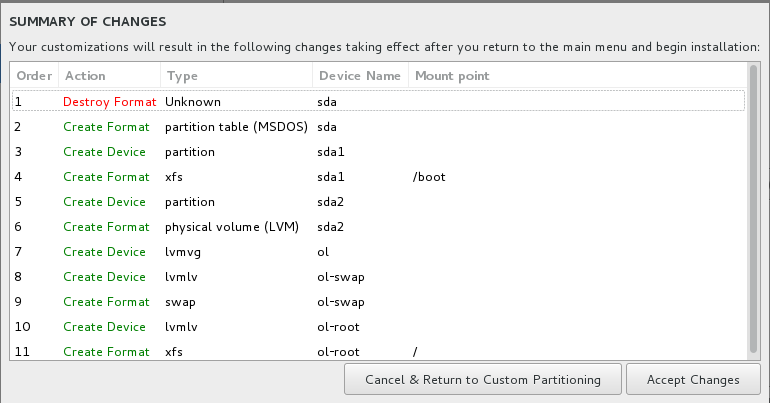 SUMMARY OF CHANGES
Your customizations will result in the following changes taking effect after you return to the main menu and begin installation:
Order Action Type Device Name Mount point
1 Destroy Format Unknown sda
2 Create Format partition table (MSDOS) sda
3 Create Device partition sda1
4 Create Format xfs sda1 /boot
5 Create Device partition sda2
6 Create Format physical volume (LVM) sda2
7 Create Device lvmvg ol
8 Create Device lvmlv ol-swap
9 Create Format swap ol-swap
10 Create Device lvmlv ol-root
11 Create Format xfs ol-root /
Cancel & Return to Custom Partitioning Accept Changes